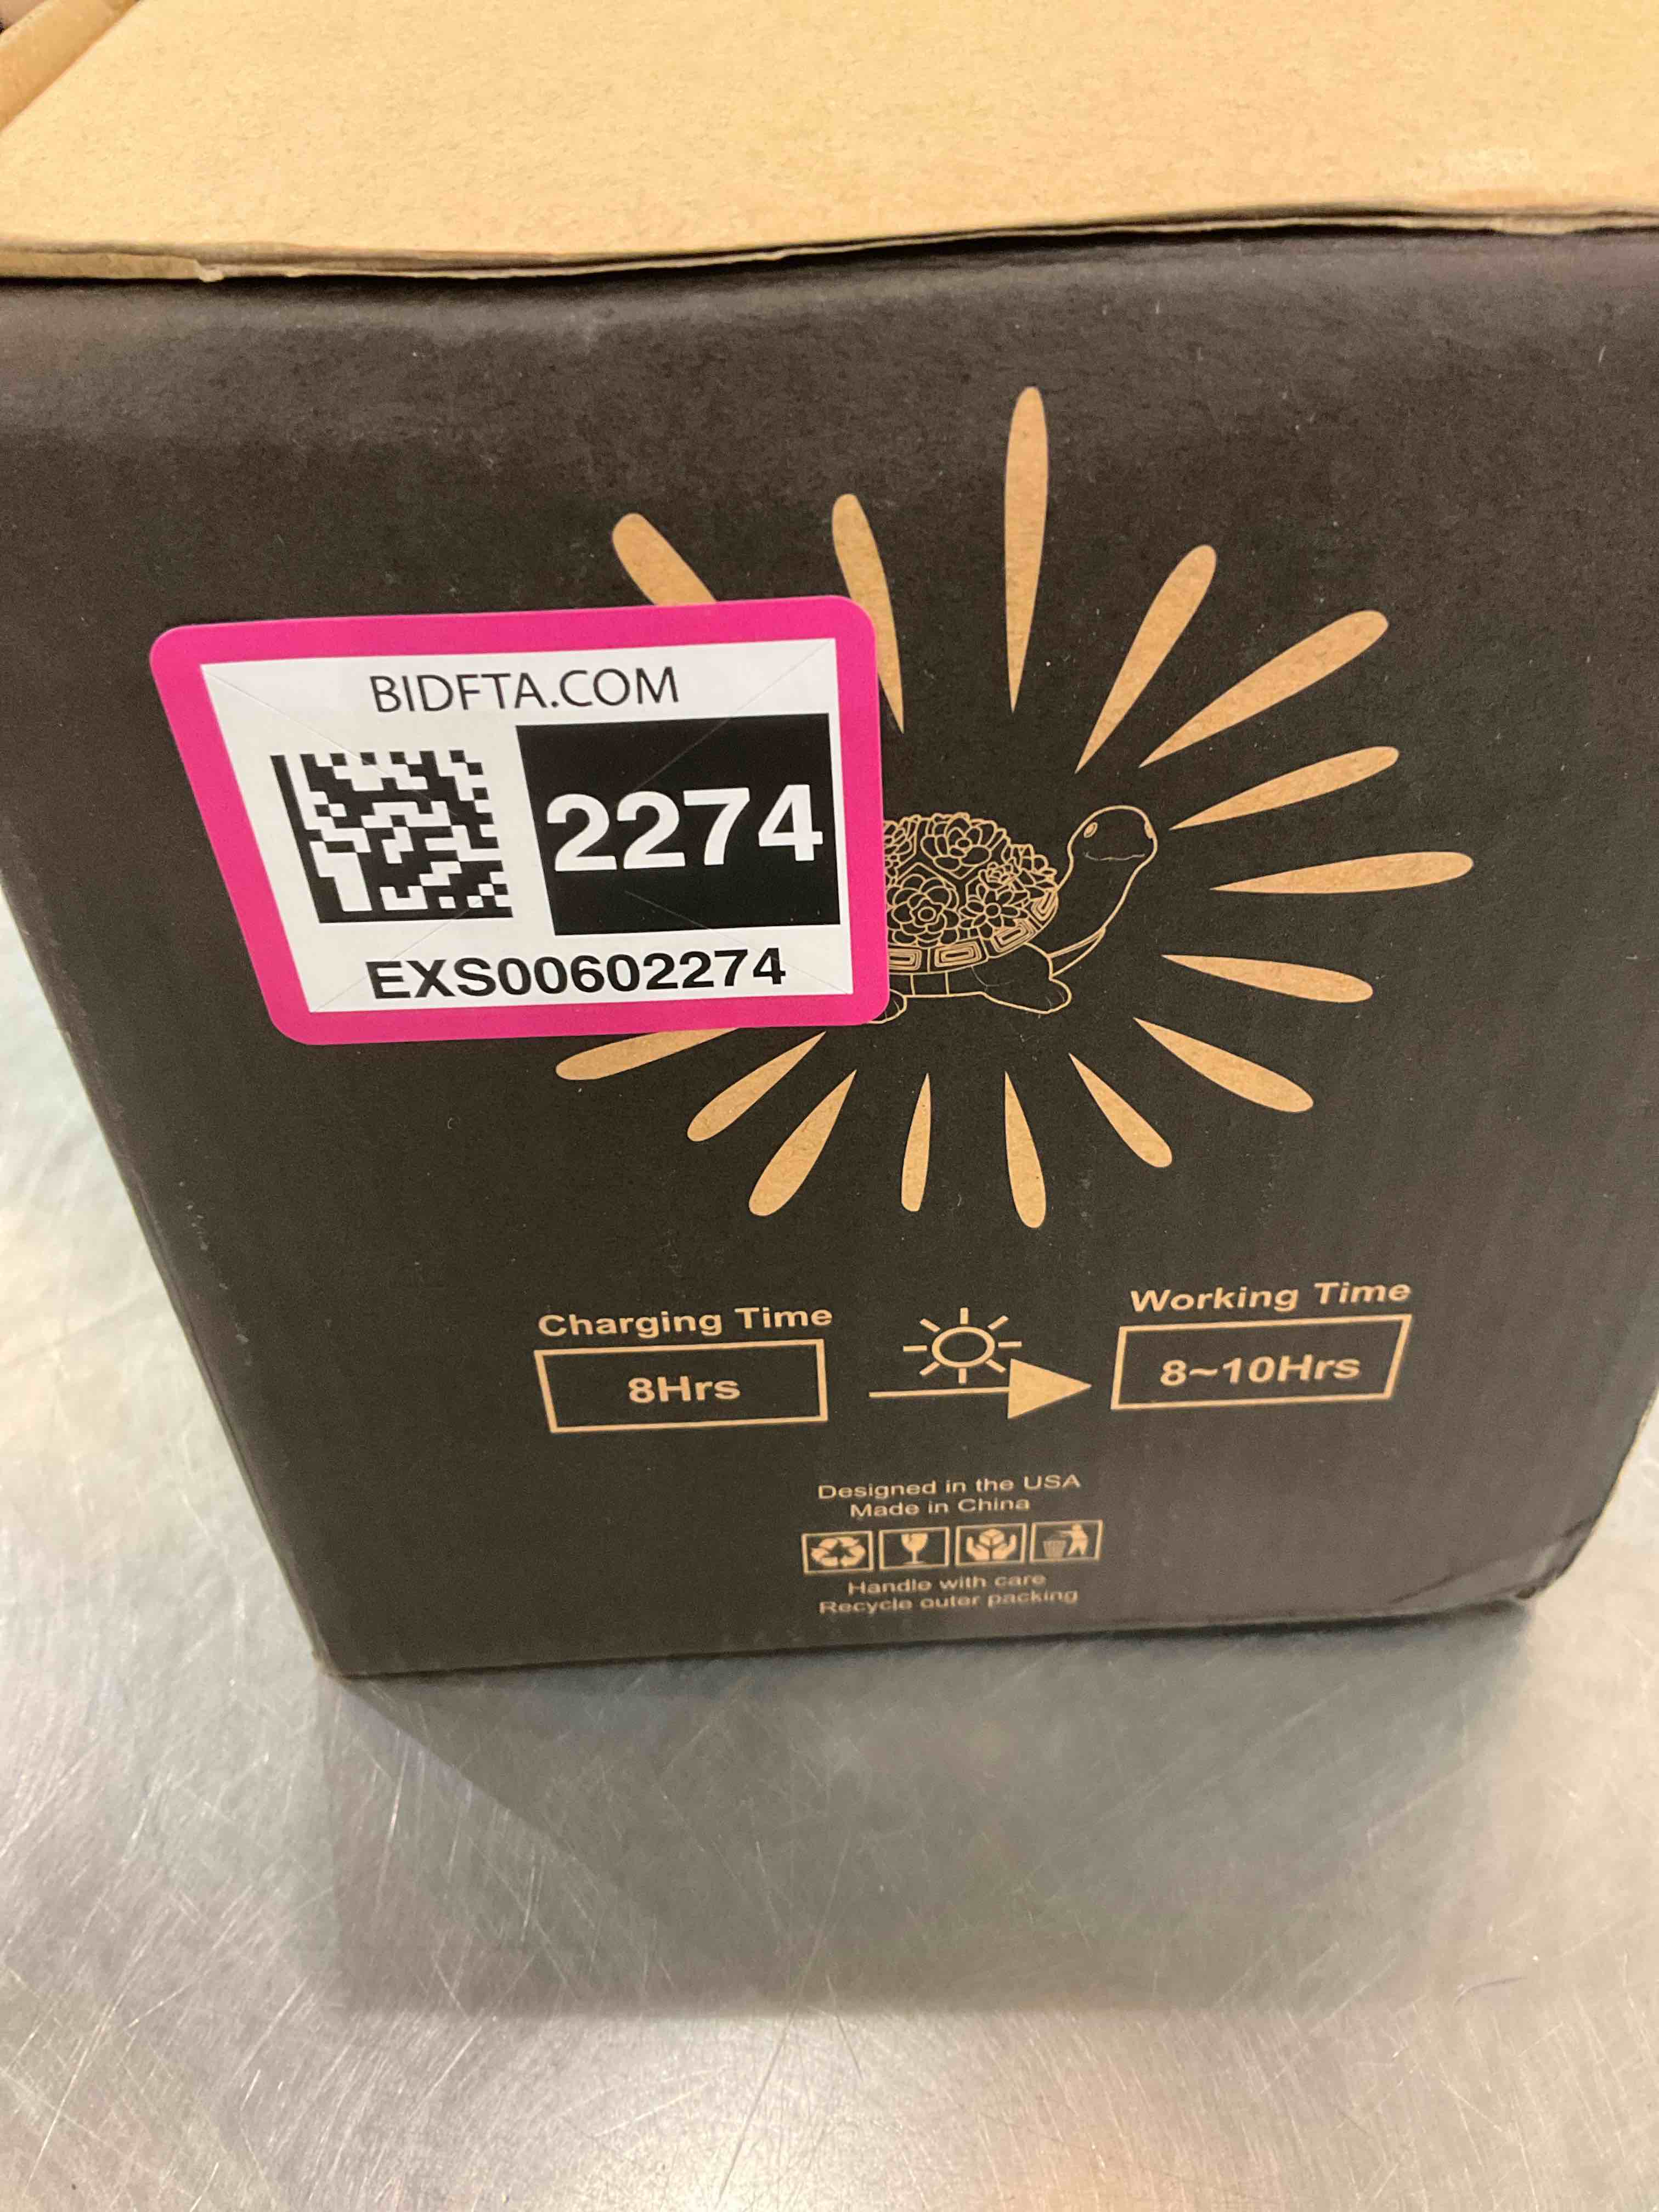 BIDFTA.COM
2274
EXS00602274
Charging Time
8Hrs
Working Time
8~10Hrs
Designed in the USA
Made in China
Handle with care
Recycle outer packing